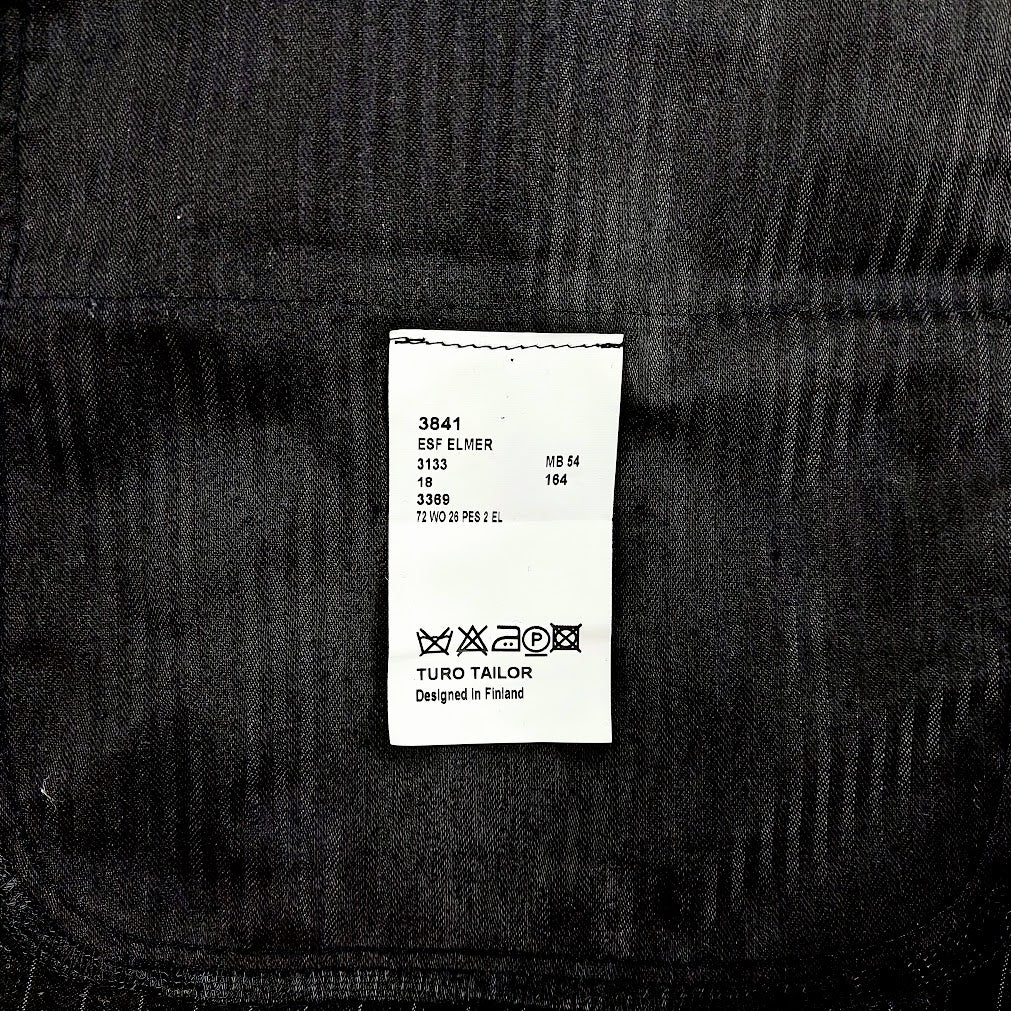 3841
ESF ELMER
3133 MB 54
18 164
3369
72 WO 26 PES 2 EL
P
TURO TAILOR
Designed in Finland